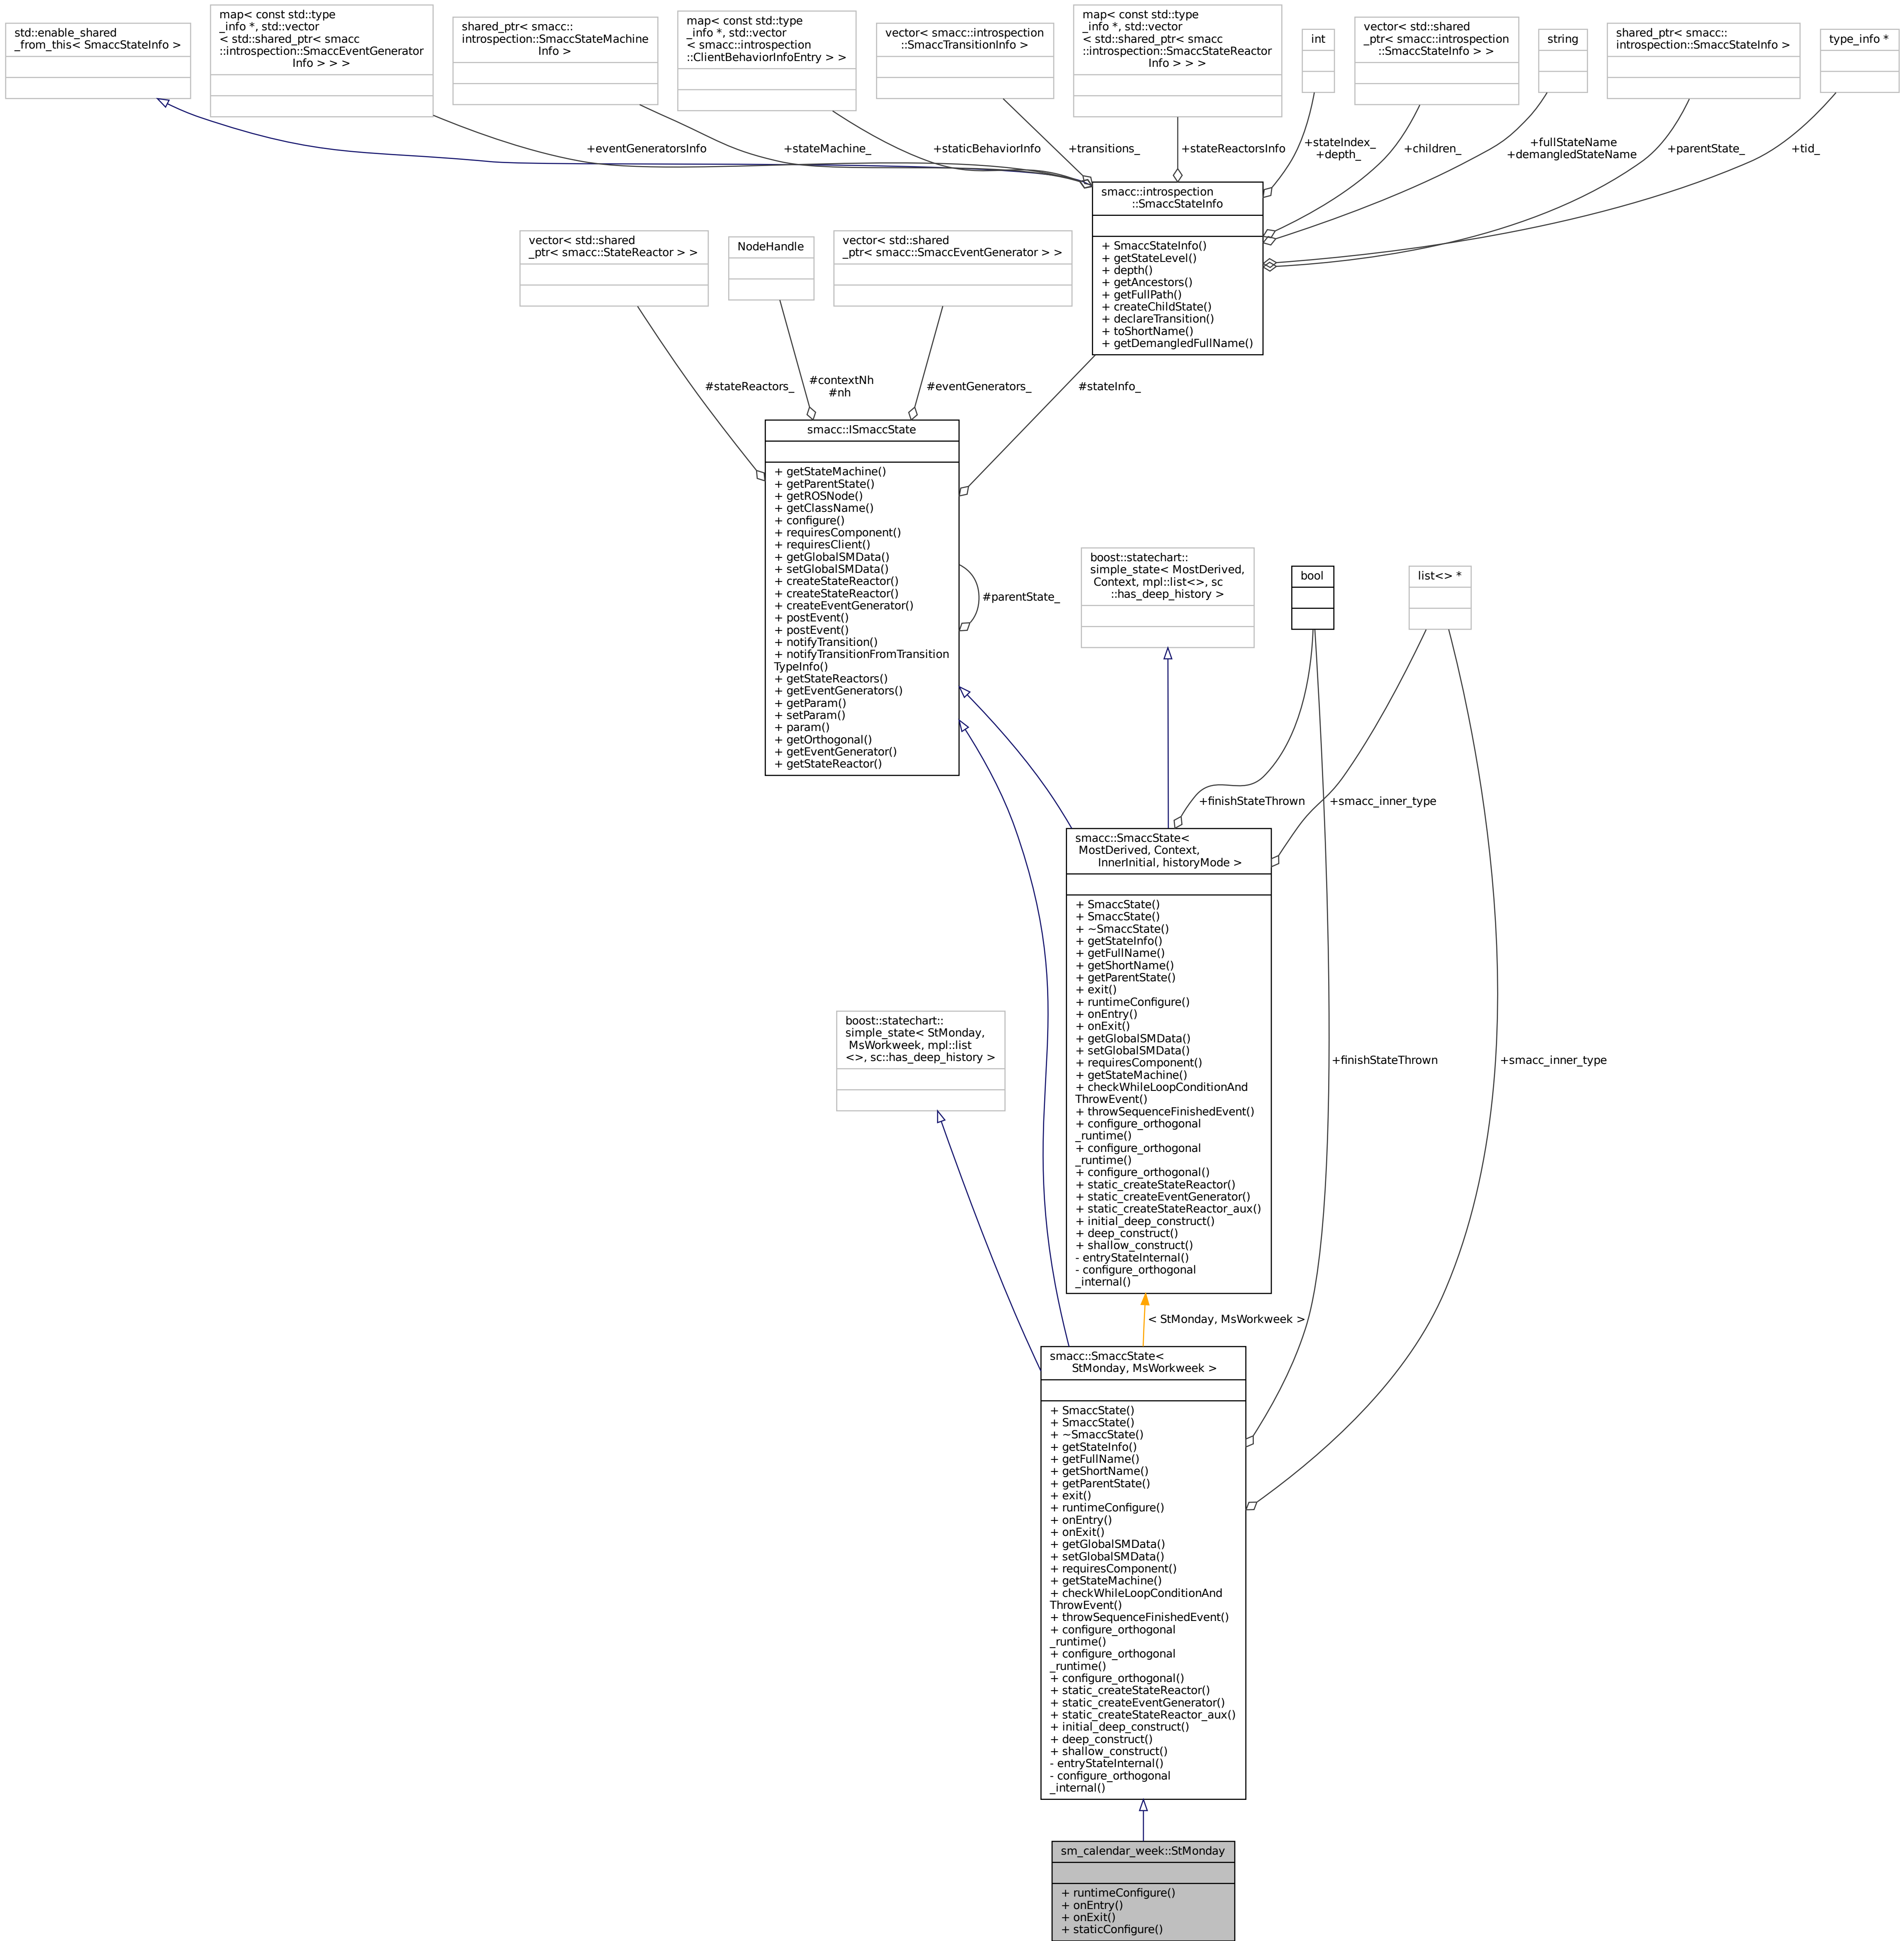 std::enable_shared
_from_this< SmaccStateInfo >
map< const std::type
_info *, std::vector
< std::shared_ptr< smacc
::introspection::SmaccEventGenerator
Info > > >
shared_ptr< smacc::
introspection::SmaccStateMachine
Info >
map< const std::type
_info *, std::vector
< smacc::introspection
::ClientBehaviorInfoEntry > >
vector< smacc::introspection
::SmaccTransitionInfo >
map< const std::type
_info *, std::vector
< std::shared_ptr< smacc
::introspection::SmaccStateReactor
Info > > >
int
vector< std::shared
_ptr< smacc::introspection
::SmaccStateInfo > >
string
shared_ptr< smacc::
introspection::SmaccStateInfo >
type_info *
+eventGeneratorsInfo
+stateMachine_
+staticBehaviorInfo
+transitions_
+stateReactorsInfo
+stateIndex_
+depth_
+children_
+fullStateName
+demangledStateName
+parentState_
+tid_
smacc::introspection
::SmaccStateInfo
+ SmaccStateInfo()
+ getStateLevel()
+ depth()
+ getAncestors()
+ getFullPath()
+ createChildState()
+ declareTransition()
+ toShortName()
+ getDemangledFullName()
vector< std::shared
_ptr< smacc::StateReactor > >
NodeHandle
vector< std::shared
_ptr< smacc::SmaccEventGenerator > >
#stateReactors_
#contextNh
#nh
#eventGenerators_
#stateInfo_
smacc::ISmaccState
+ getStateMachine()
+ getParentState()
+ getROSNode()
+ getClassName()
+ configure()
+ requiresComponent()
+ requiresClient()
+ getGlobalSMData()
+ setGlobalSMData()
+ createStateReactor()
+ createStateReactor()
+ createEventGenerator()
+ postEvent()
+ postEvent()
+ notifyTransition()
+ notifyTransitionFromTransition
TypeInfo()
+ getStateReactors()
+ getEventGenerators()
+ getParam()
+ setParam()
+ param()
+ getOrthogonal()
+ getEventGenerator()
+ getStateReactor()
#parentState_
boost::statechart::
simple_state< MostDerived,
Context, mpl::list<>, sc
::has_deep_history >
bool
list<> *
+finishStateThrown
+smacc_inner_type
smacc::SmaccState<
MostDerived, Context,
InnerInitial, historyMode >
+ SmaccState()
+ SmaccState()
+ ~SmaccState()
+ getStateInfo()
+ getFullName()
+ getShortName()
+ getParentState()
+ exit()
+ runtimeConfigure()
+ onEntry()
+ onExit()
+ getGlobalSMData()
+ setGlobalSMData()
+ requiresComponent()
+ getStateMachine()
+ checkWhileLoopConditionAnd
ThrowEvent()
+ throwSequenceFinishedEvent()
+ configure_orthogonal
_runtime()
+ configure_orthogonal
_runtime()
+ configure_orthogonal()
+ static_createStateReactor()
+ static_createEventGenerator()
+ static_createStateReactor_aux()
+ initial_deep_construct()
+ deep_construct()
+ shallow_construct()
- entryStateInternal()
- configure_orthogonal
_internal()
boost::statechart::
simple_state< StMonday,
MsWorkweek, mpl::list
<>, sc::has_deep_history >
+finishStateThrown
+smacc_inner_type
< StMonday, MsWorkweek >
smacc::SmaccState<
StMonday, MsWorkweek >
+ SmaccState()
+ SmaccState()
+ ~SmaccState()
+ getStateInfo()
+ getFullName()
+ getShortName()
+ getParentState()
+ exit()
+ runtimeConfigure()
+ onEntry()
+ onExit()
+ getGlobalSMData()
+ setGlobalSMData()
+ requiresComponent()
+ getStateMachine()
+ checkWhileLoopConditionAnd
ThrowEvent()
+ throwSequenceFinishedEvent()
+ configure_orthogonal
_runtime()
+ configure_orthogonal
_runtime()
+ configure_orthogonal()
+ static_createStateReactor()
+ static_createEventGenerator()
+ static_createStateReactor_aux()
+ initial_deep_construct()
+ deep_construct()
+ shallow_construct()
- entryStateInternal()
- configure_orthogonal
_internal()
sm_calendar_week::StMonday
+ runtimeConfigure()
+ onEntry()
+ onExit()
+ staticConfigure()